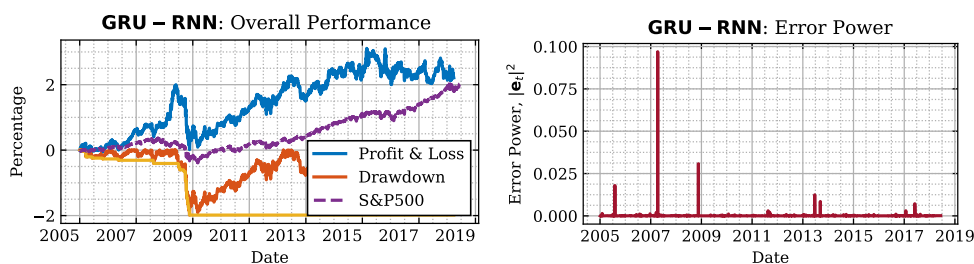 GRU – RNN: Overall Performance
Percentage
2
0
−2
Profit & Loss
Drawdown
S&P500
2005 2007 2009 2011 2013 2015 2017 2019
Date
GRU – RNN: Error Power
Error Power, |e_t|²
0.100
0.075
0.050
0.025
0.000
2005 2007 2009 2011 2013 2015 2017 2019
Date